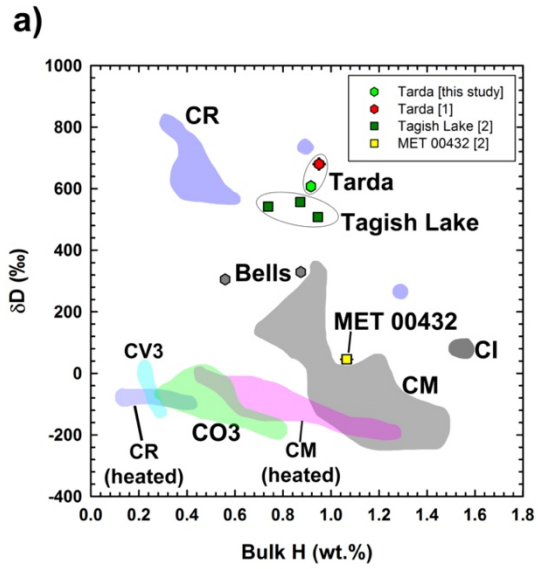 a)
1000
800
600
400
200
0
-200
-400
δD (‰)
0.0 0.2 0.4 0.6 0.8 1.0 1.2 1.4 1.6 1.8
Bulk H (wt.%)
Tarda [this study]
Tarda [1]
Tagish Lake [2]
MET 00432 [2]
CR
Tarda
Tagish Lake
Bells
MET 00432
CI
CV3
CM
CO3
CR
(heated)
CM
(heated)